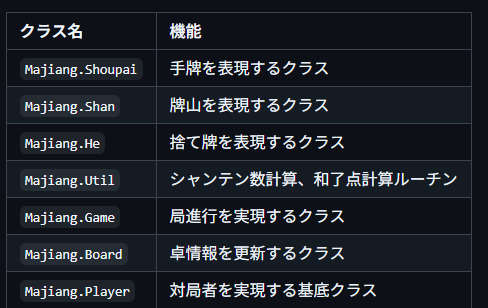 クラス名 機能
Majiang.Shoupai 手牌を表現するクラス
Majiang.Shan 牌山を表現するクラス
Majiang.He 捨て牌を表現するクラス
Majiang.Util シャンテン数計算、和了点計算ルーチン
Majiang.Game 局進行を実現するクラス
Majiang.Board 卓情報を更新するクラス
Majiang.Player 対局者を実現する基底クラス